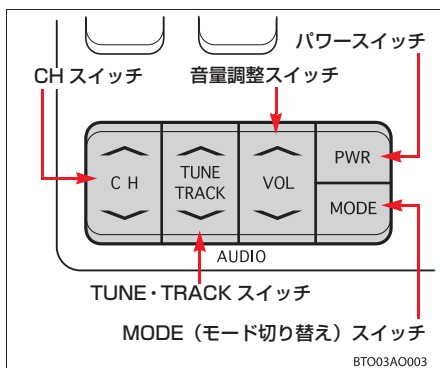 パワースイッチ
CH スイッチ
音量調整スイッチ
C H
TUNE
TRACK
VOL
PWR
MODE
AUDIO
TUNE・TRACK スイッチ
MODE（モード切り替え）スイッチ
BTO03AO003